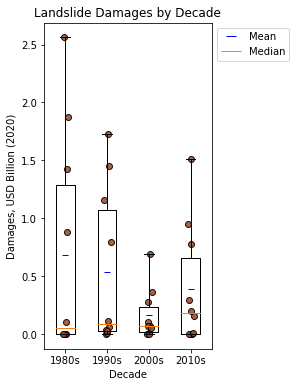 Landslide Damages by Decade
Mean
Median
Damages, USD Billion (2020)
2.5
2.0
1.5
1.0
0.5
0.0
1980s 1990s 2000s 2010s
Decade